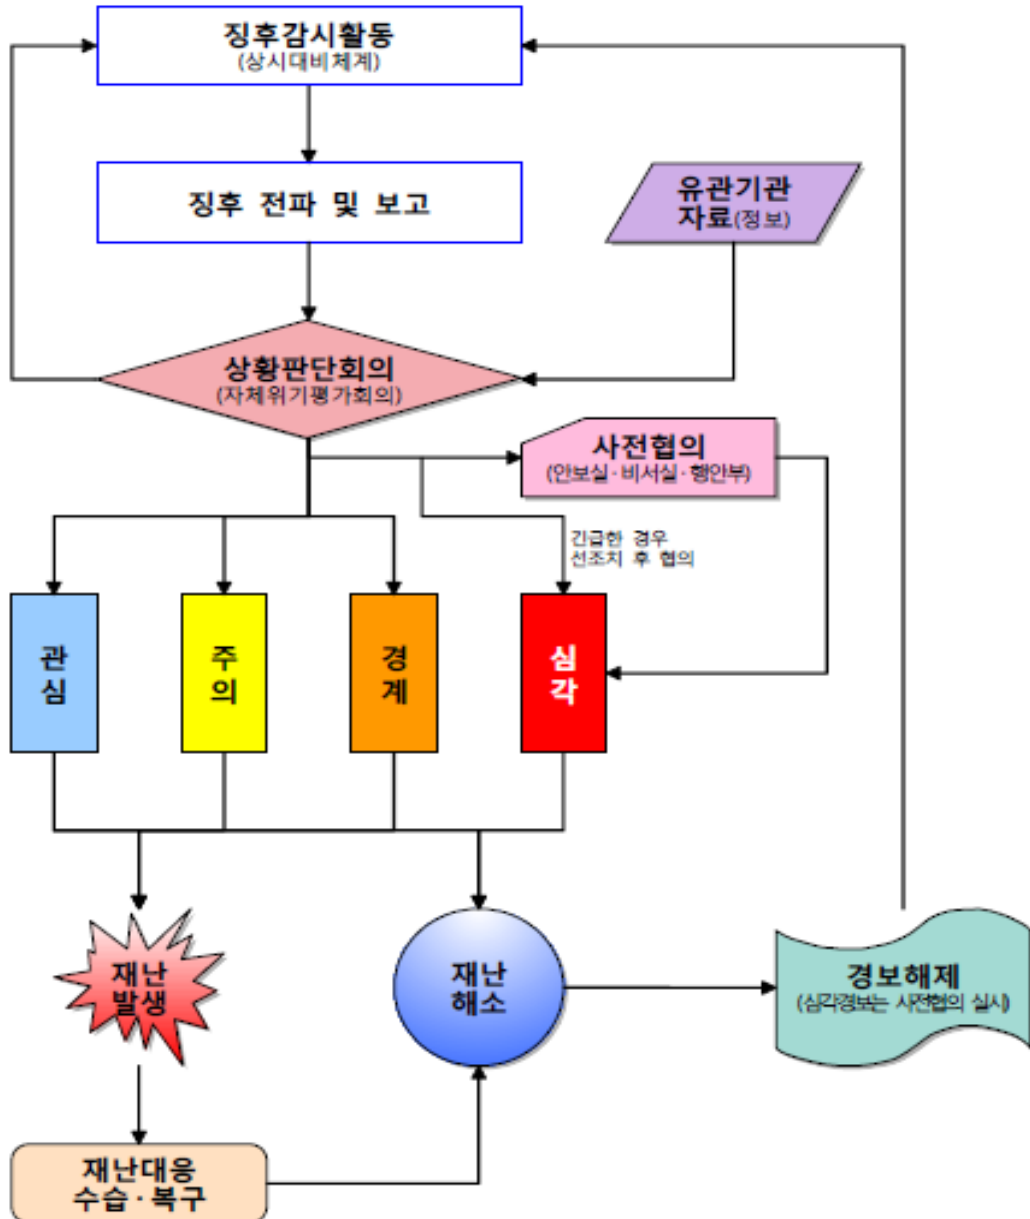 징후감시활동
(상시대비체계)
징후 전파 및 보고
유관기관
자료(정보)
상황판단회의
(자체위기평가회의)
사전협의
(안보실·비서실·행안부)
긴급한 경우
선조치 후 협의
관
심
주
의
경
계
심
각
재난
발생
재난
해소
경보해제
(심각경보는 사전협의 실시)
재난대응
수습·복구